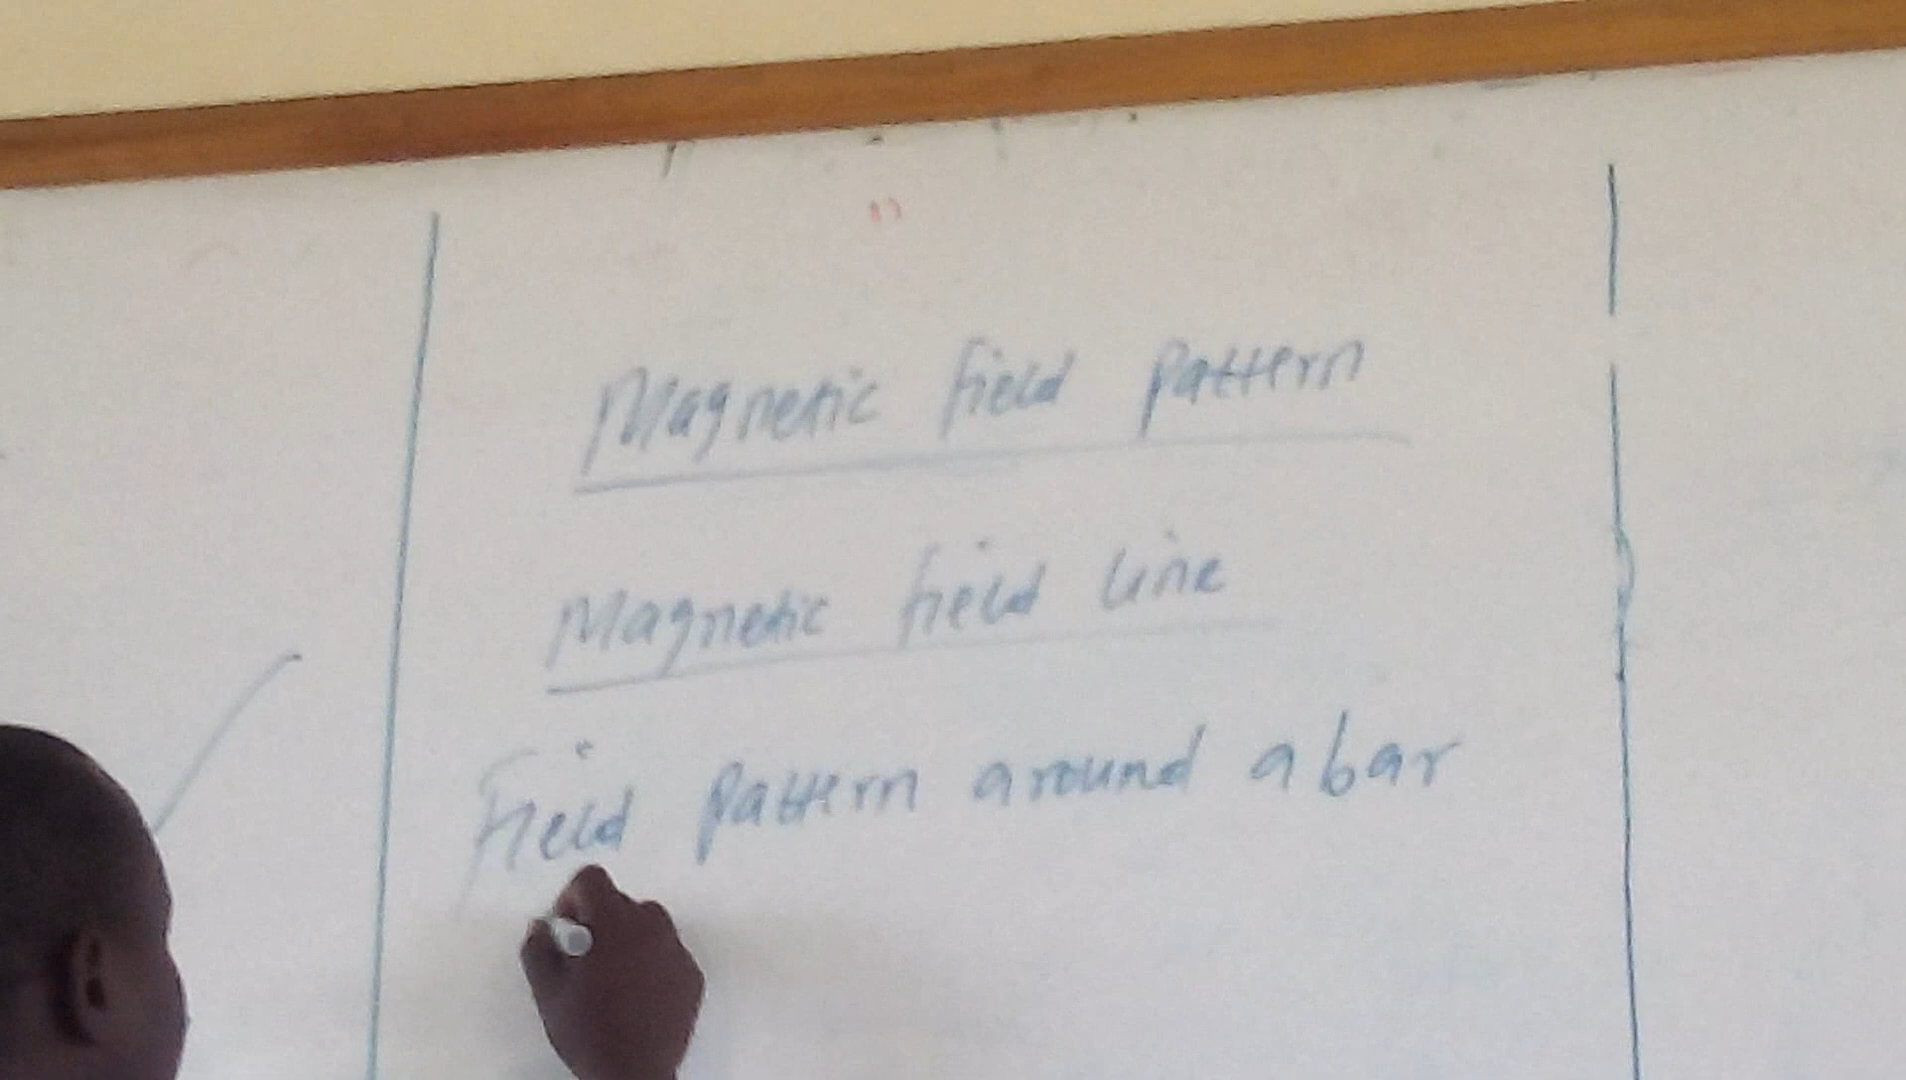 Magnetic field pattern
Magnetic field line
Field pattern around a bar